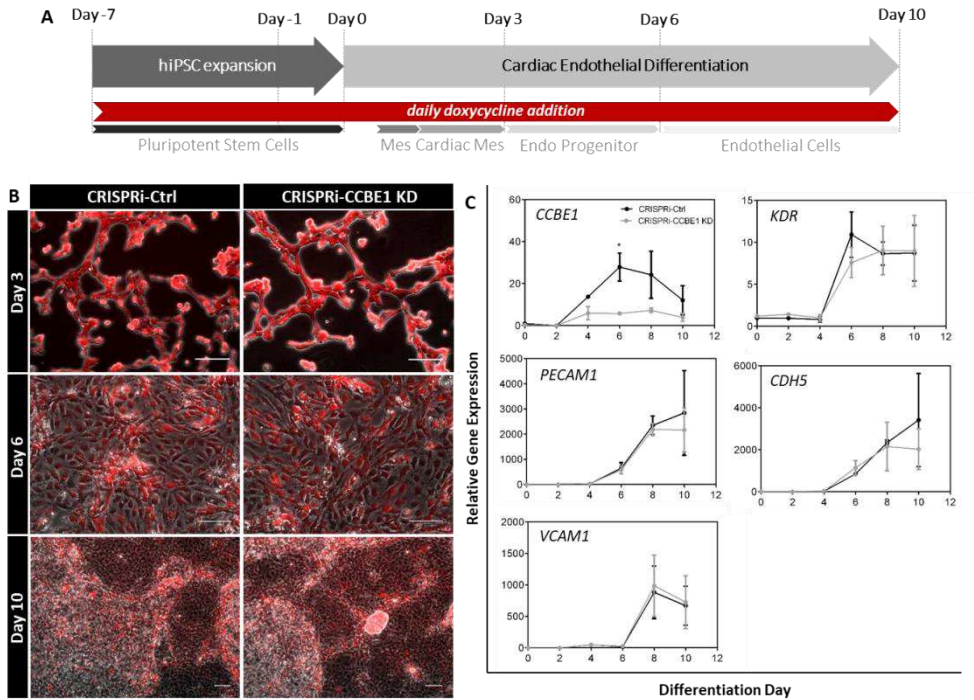 A
Day -7
Day -1
Day 0
Day 3
Day 6
Day 10
hiPSC expansion
Cardiac Endothelial Differentiation
daily doxycycline addition
Pluripotent Stem Cells
Mes
Cardiac Mes
Endo Progenitor
Endothelial Cells
B
CRISPRi-Ctrl
CRISPRi-CCBE1 KD
Day 3
Day 6
Day 10
C
Relative Gene Expression
CCBE1
CRISPRi-Ctrl
CRISPRi-CCBE1 KD
*
60
40
20
0
0 2 4 6 8 10 12
KDR
15
10
5
0
0 2 4 6 8 10 12
PECAM1
5000
4000
3000
2000
1000
0
0 2 4 6 8 10 12
CDH5
6000
4000
2000
0
0 2 4 6 8 10 12
VCAM1
2000
1500
1000
500
0
0 2 4 6 8 10 12
Differentiation Day